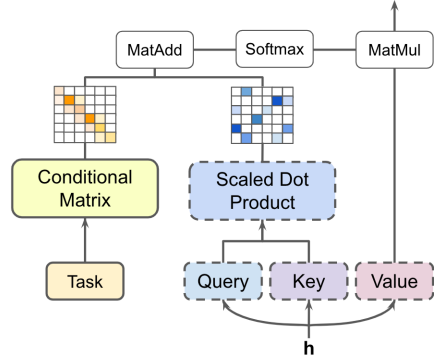 MatAdd
Softmax
MatMul
Conditional
Matrix
Scaled Dot
Product
Task
Query
Key
Value
h